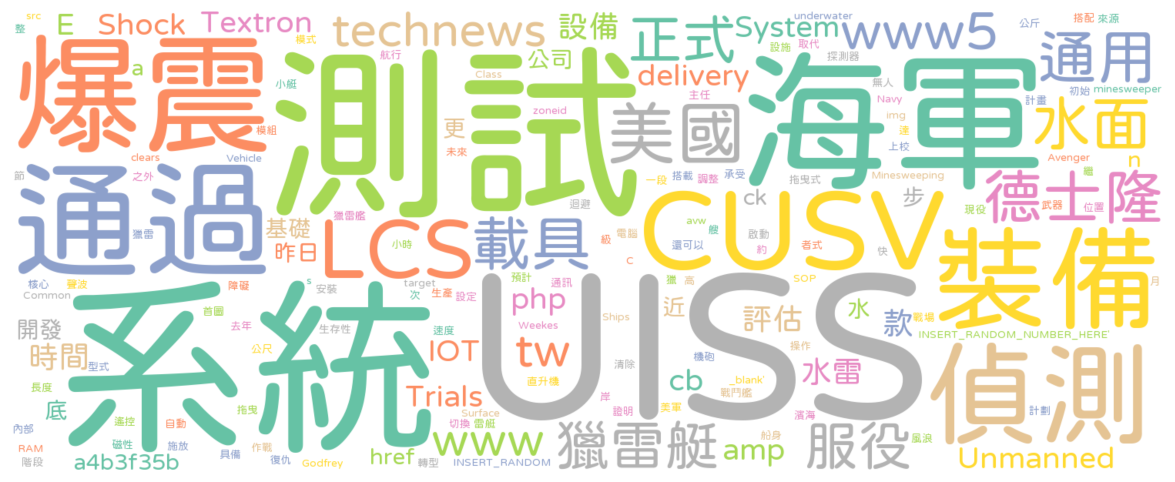 src
整
E
Shock
Textron
模式
航行
technews
設備
公司
正式
System
underwater
設施
取代
探測器
www5
公斤
搭配
來源
通用
爆震
a
小艇
測試
Class
zoneid
delivery
主任
海軍
無人
Navy
img
速
上校
初始
minesweeper
計畫
水面
模組
更
未來
美國
clears
Vehicle
之外
節
通過
獵雷
獵雷艦
基礎
昨日
LCS
小時
迴避
載具
級
電腦
c
一段
搭載
調整
承受
拖曳式
ck
avw
艘
還可以
啟動
約
CUSV
者式
Minesweeping
步
快
Avenger
n
瞄
武器
現役
位置
德士隆
裝備
核心
聲波
Common
障礙
s
安裝
target
次
生產
設定
預計
通訊
php
Weekes
UISS
Ships
近
SOP
評估
水
款
戰場
月
INSERT_RANDOM_NUMBER_HERE
開發
時間
型式
首圖
去年
公尺
生存性
系統
速度
IOT
tw
直升機
清除
機砲
操作
_blank
cb
水雷
戰鬥艦
偵測
長度
底
內部
RAM
階段
遙控
磁性
自動
施放
a4b3f35b
拖曳
具備
作戰
復仇
Godfrey
Trials
Surface
切換
雷艇
www
href
轉型
INSERT_RANDOM
獵雷艇
岸
證明
美軍
amp
濱海
船身
服役
風浪
計劃
Unmanned